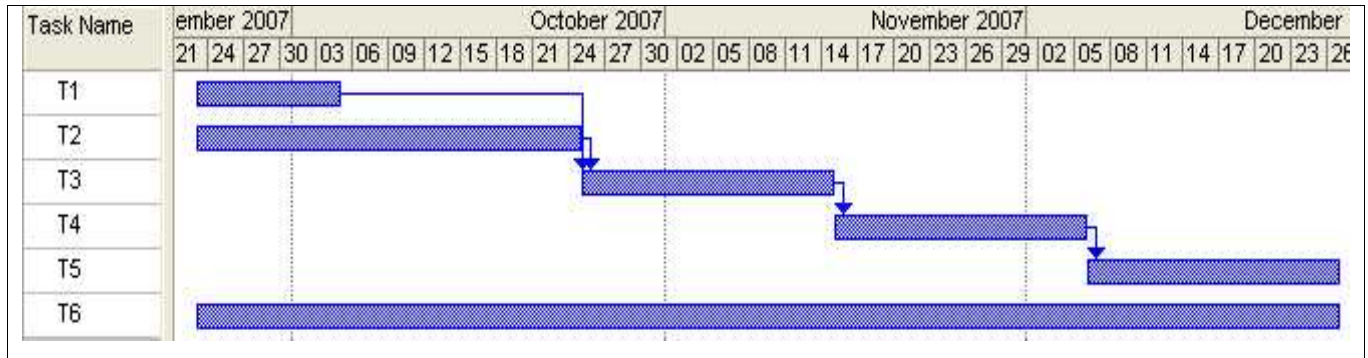 Task Name ember 2007 October 2007 November 2007 December
21 24 27 30 03 06 09 12 15 18 21 24 27 30 02 05 08 11 14 17 20 23 26 29 02 05 08 11 14 17 20 23 26
T1
T2
T3
T4
T5
T6